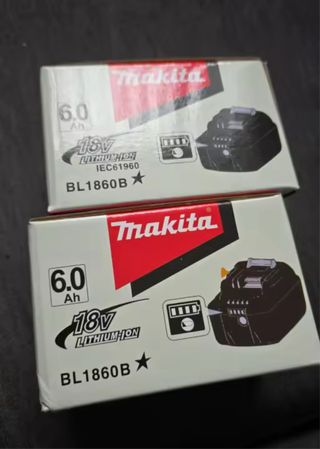 makita
6.0
Ah
18V
LITHIUM-ION
IEC61960
BL1860B ★
makita
6.0
Ah
18V
LITHIUM-ION
BL1860B ★